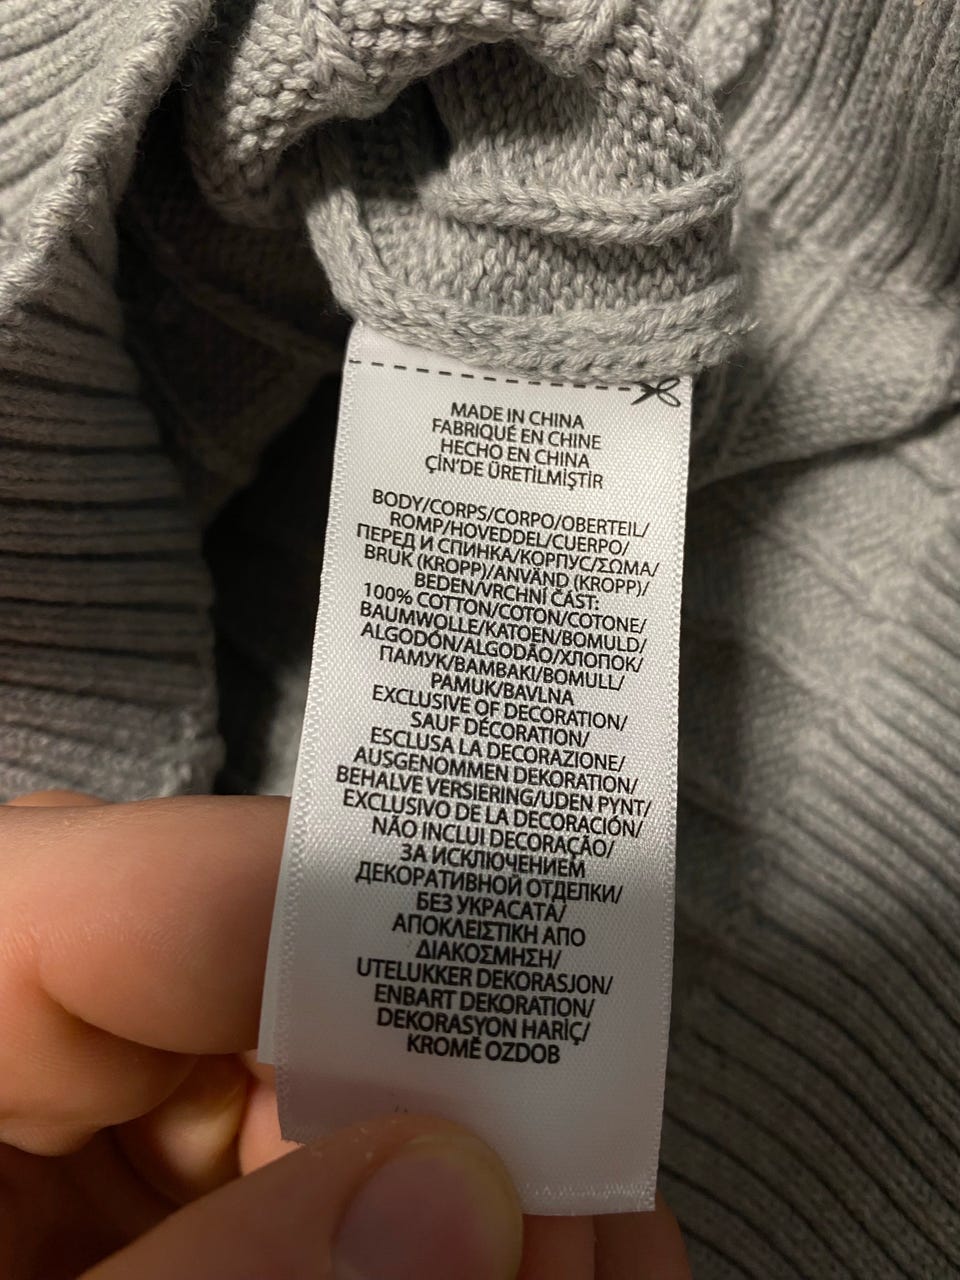 MADE IN CHINA
FABRIQUÉ EN CHINE
HECHO EN CHINA
ÇİN'DE ÜRETİLMİŞTİR
BODY/CORPS/CORPO/OBERTEIL/
ROMP/HOVEDDEL/CUERPO/
ПЕРЕД И СПИНКА/КОРПУС/ΣΩΜΑ/
BRUK (KROPP)/ANVÄND (KROPP)/
BEDEN/VRCHNÍ ČÁST:
100% COTTON/COTON/COTONE/
BAUMWOLLE/KATOEN/BOMULD/
ALGODÓN/ALGODÃO/ХЛОПОК/
ПАМУК/ΒΑΜΒΑΚΙ/BOMULL/
PAMUK/BAVLNA
EXCLUSIVE OF DECORATION/
SAUF DÉCORATION/
ESCLUSA LA DECORAZIONE/
AUSGENOMMEN DEKORATION/
BEHALVE VERSIERING/UDEN PYNT/
EXCLUSIVO DE LA DECORACIÓN/
NÃO INCLUI DECORAÇÃO/
ЗА ИСКЛЮЧЕНИЕМ
ДЕКОРАТИВНОЙ ОТДЕЛКИ/
БЕЗ УКРАСАТА/
ΑΠΟΚΛΕΙΣΤΙΚΗ ΑΠΟ
ΔΙΑΚΟΣΜΗΣΗ/
UTELUKKER DEKORASJON/
ENBART DEKORATION/
DEKORASYON HARİÇ/
KROMĚ OZDOB